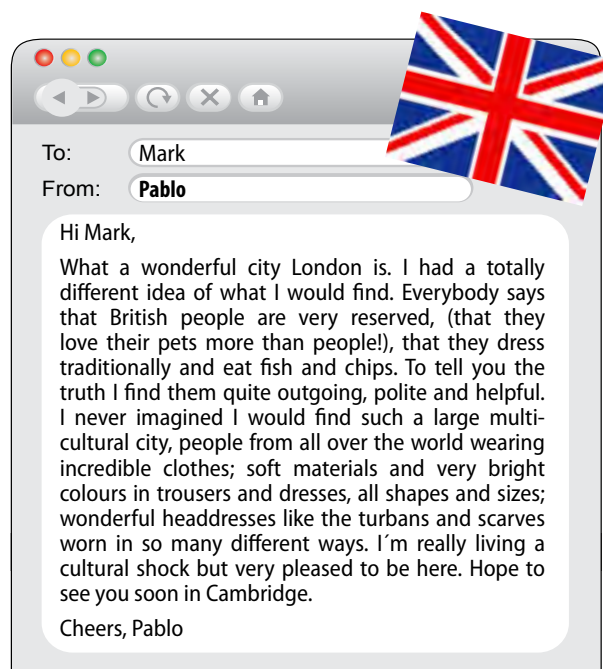 To: Mark
From: Pablo
Hi Mark,
What a wonderful city London is. I had a totally
different idea of what I would find. Everybody says
that British people are very reserved, (that they
love their pets more than people!), that they dress
traditionally and eat fish and chips. To tell you the
truth I find them quite outgoing, polite and helpful.
I never imagined I would find such a large multi-
cultural city, people from all over the world wearing
incredible clothes; soft materials and very bright
colours in trousers and dresses, all shapes and sizes;
wonderful headdresses like the turbans and scarves
worn in so many different ways. I´m really living a
cultural shock but very pleased to be here. Hope to
see you soon in Cambridge.
Cheers, Pablo